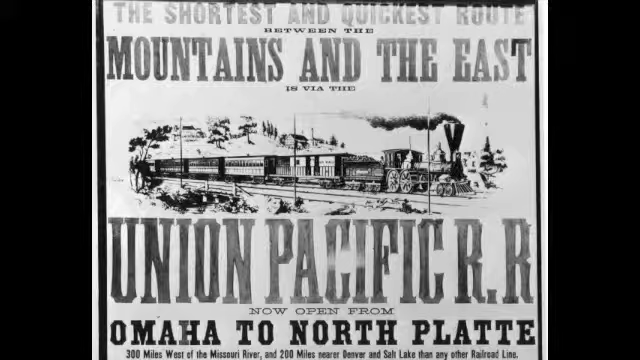 THE SHORTEST AND QUICKEST ROUTE
BETWEEN THE
MOUNTAINS AND THE EAST
IS VIA THE
UNION PACIFIC R. R
NOW OPEN FROM
OMAHA TO NORTH PLATTE
300 Miles West of the Missouri River, and 200 Miles nearer Denver and Salt Lake than any other Railroad Line.